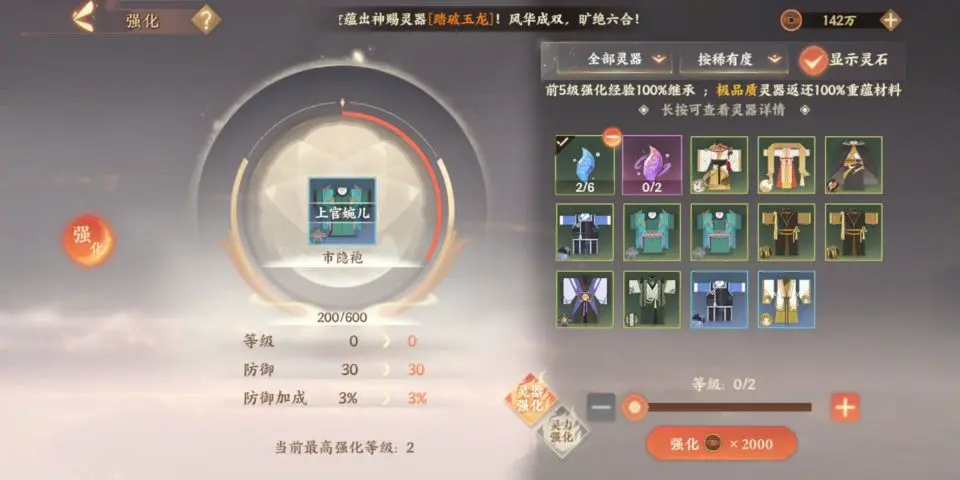 强化
?
蕴出神赐灵器[踏破玉龙]！风华成双，旷绝六合！
142万
全部灵器
按稀有度
显示灵石
前5级强化经验100%继承 ；极品质灵器返还100%重蕴材料
长按可查看灵器详情
2/6
0/2
强化
上官婉儿
市隐袍
200/600
等级 0 0
防御 30 30
防御加成 3% 3%
当前最高强化等级：2
灵器强化
灵力强化
等级：0/2
强化 ×2000